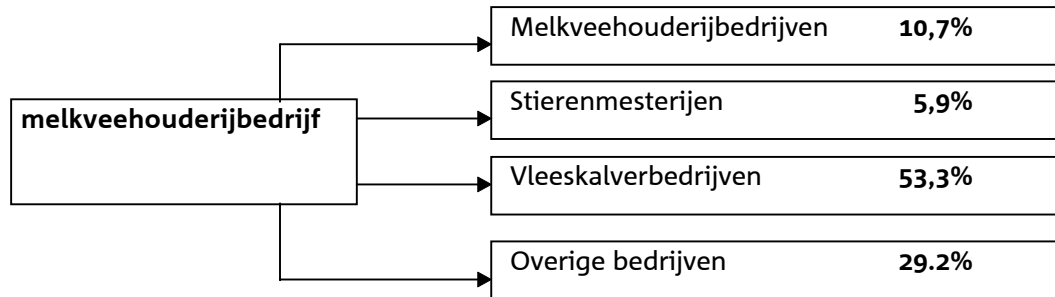 Melkveehouderijbedrijven 10,7%
melkveehouderijbedrijf
Stierenmesterijen 5,9%
Vleeskalverbedrijven 53,3%
Overige bedrijven 29.2%